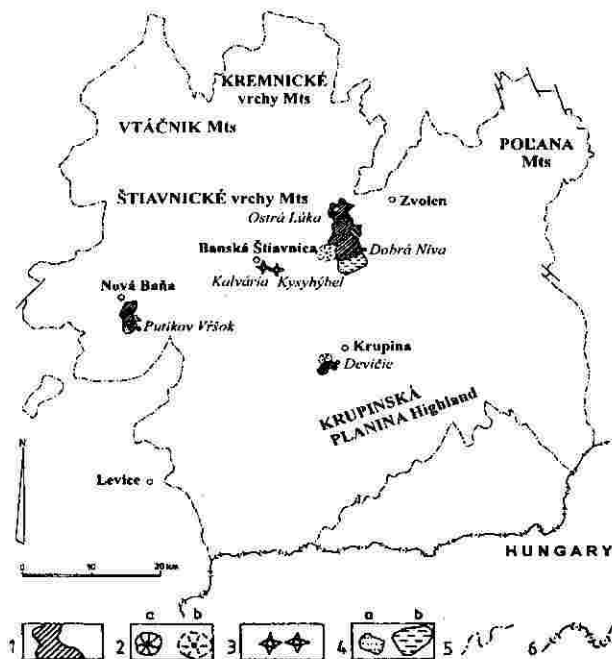 KREMNICKÉ
vrchy Mts
VTÁČNIK Mts
POĽANA
Mts
ŠTIAVNICKÉ vrchy Mts
Zvolen
Ostrá Lúka
Banská Štiavnica
Dobrá Niva
Kalvária Kysyhýbel
Nová Baňa
Putikov Vŕšok
Krupina
Devičie
KRUPINSKÁ
PLANINA Highland
N
Levice
HUNGARY
0 10 20 km
a b a b
1 2 3 4 5 6